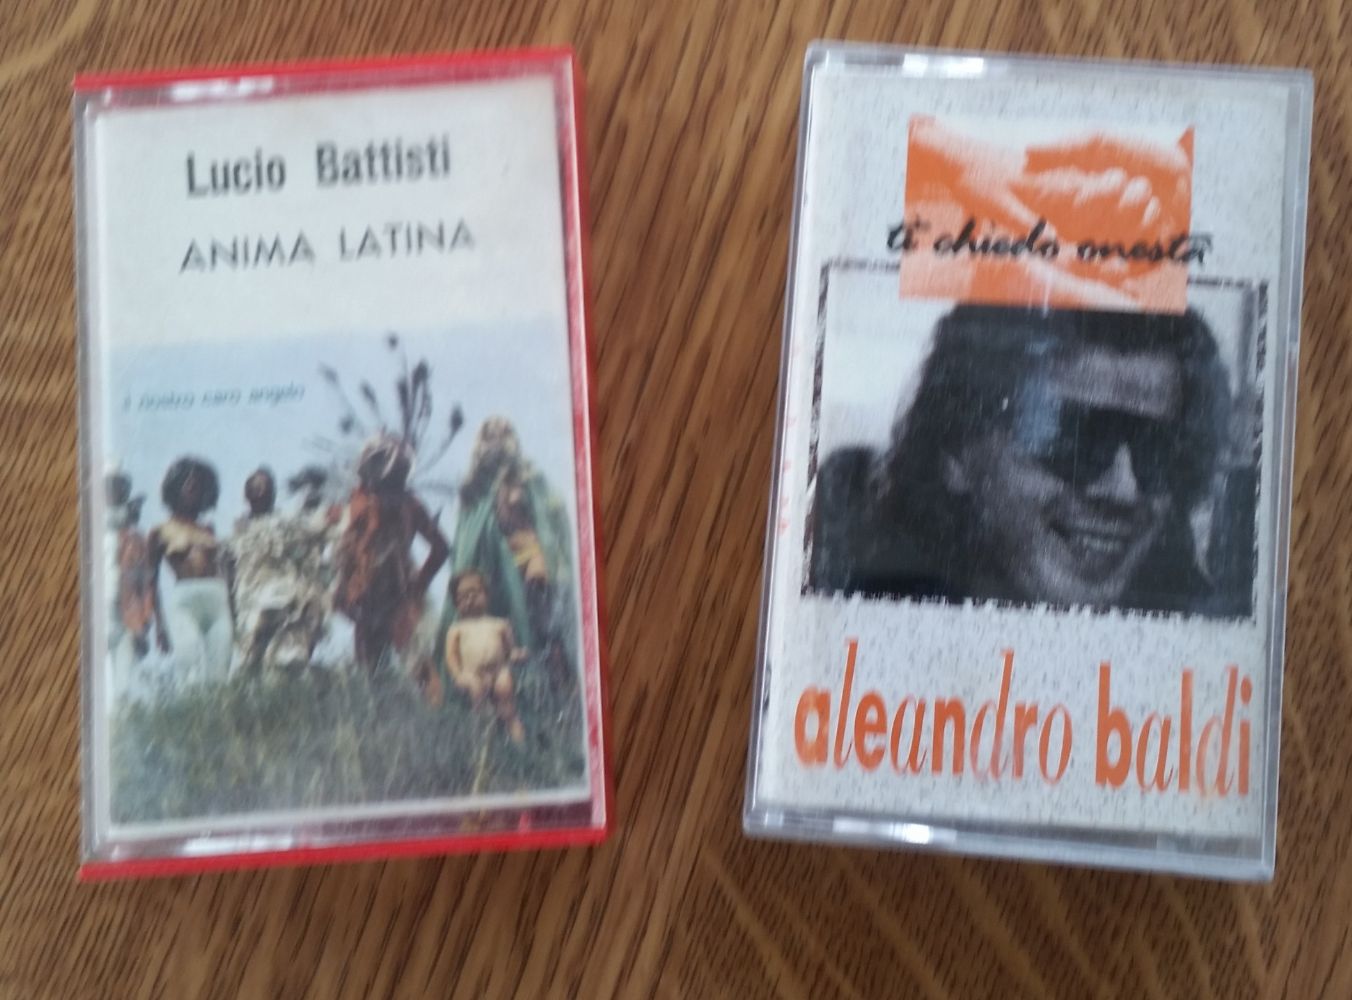 Lucio Battisti
ANIMA LATINA
il nostro caro angelo
ti chiedo onestà
aleandro baldi